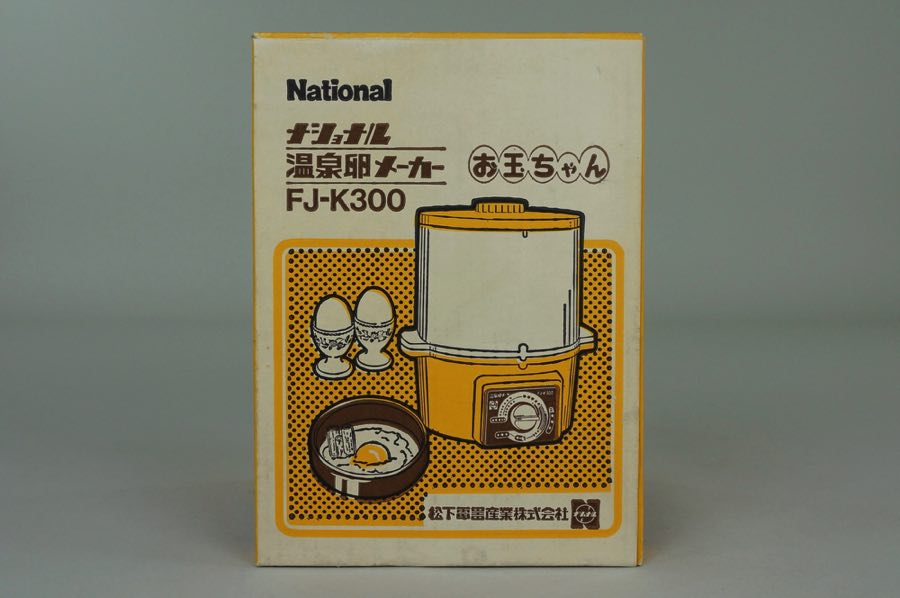 National
ナショナル
温泉卵メーカー お玉ちゃん
FJ-K300
松下電器産業株式会社